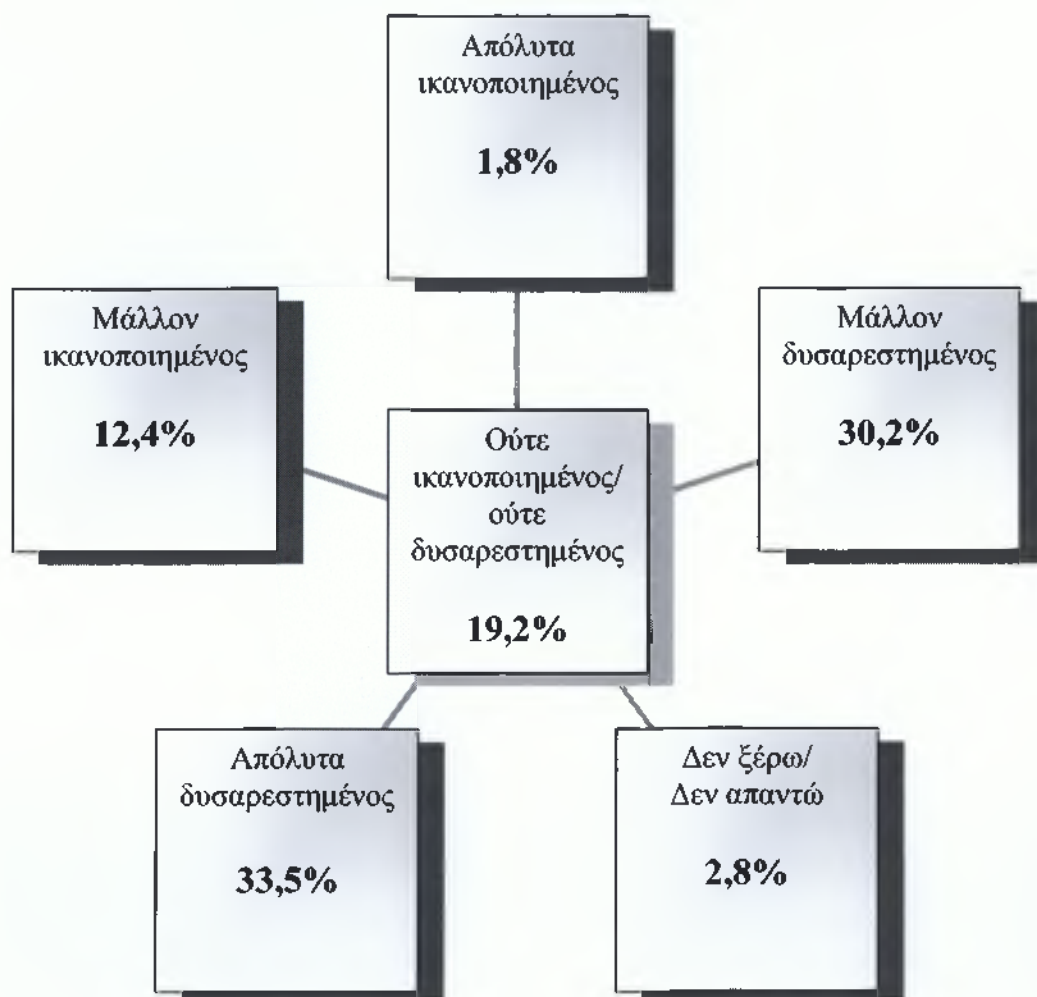 Απόλυτα
ικανοποιημένος
1,8%
Μάλλον
ικανοποιημένος
12,4%
Μάλλον
δυσαρεστημένος
30,2%
Ούτε
ικανοποιημένος/
ούτε
δυσαρεστημένος
19,2%
Απόλυτα
δυσαρεστημένος
33,5%
Δεν ξέρω/
Δεν απαντώ
2,8%